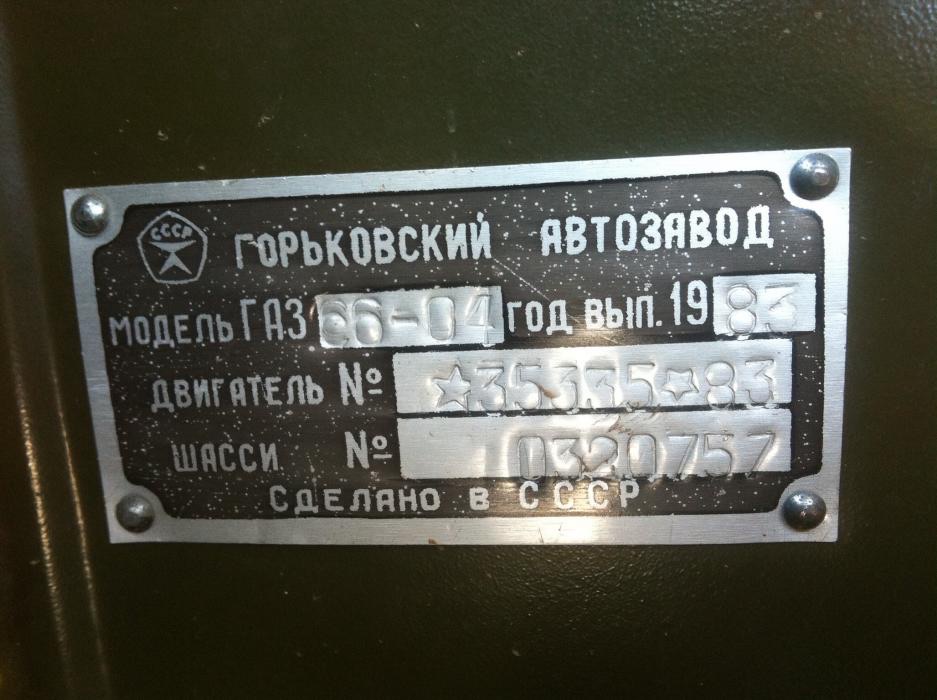 СССР
ГОРЬКОВСКИЙ АВТОЗАВОД
МОДЕЛЬ ГАЗ 66-04 ГОД ВЫП. 1983
ДВИГАТЕЛЬ № ★35335★83
ШАССИ № 0320757
СДЕЛАНО В СССР